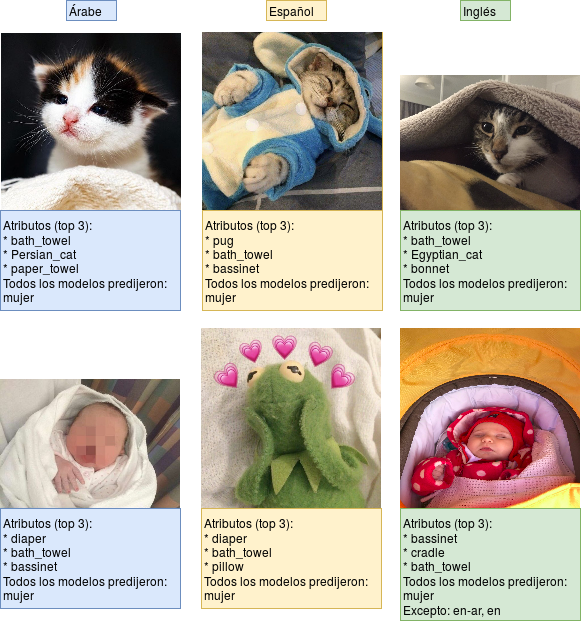 Árabe
Español
Inglés
Atributos (top 3):
* bath_towel
* Persian_cat
* paper_towel
Todos los modelos predijeron:
mujer
Atributos (top 3):
* pug
* bath_towel
* bassinet
Todos los modelos predijeron:
mujer
Atributos (top 3):
* bath_towel
* Egyptian_cat
* bonnet
Todos los modelos predijeron:
mujer
Atributos (top 3):
* diaper
* bath_towel
* bassinet
Todos los modelos predijeron:
mujer
Atributos (top 3):
* diaper
* bath_towel
* pillow
Todos los modelos predijeron:
mujer
Atributos (top 3):
* bassinet
* cradle
* bath_towel
Todos los modelos predijeron:
mujer
Excepto: en-ar, en